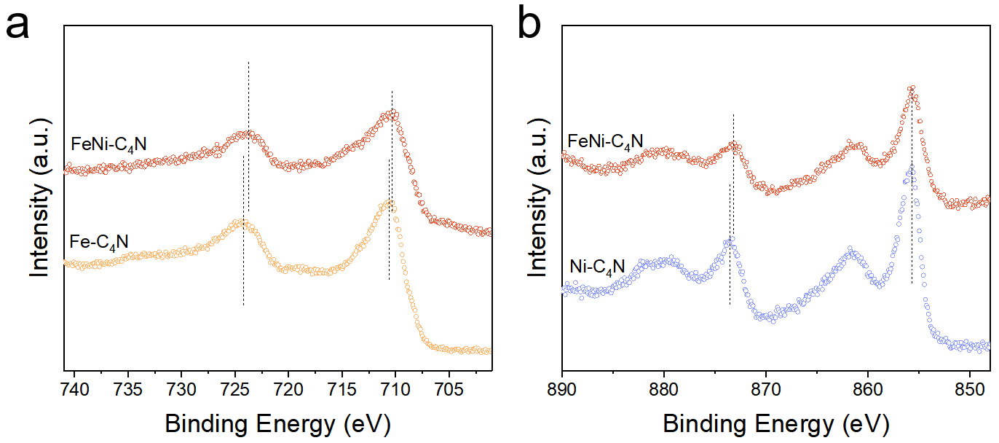 a
Intensity (a.u.)
FeNi-C₄N
Fe-C₄N
740 735 730 725 720 715 710 705
Binding Energy (eV)
b
Intensity (a.u.)
FeNi-C₄N
Ni-C₄N
890 880 870 860 850
Binding Energy (eV)